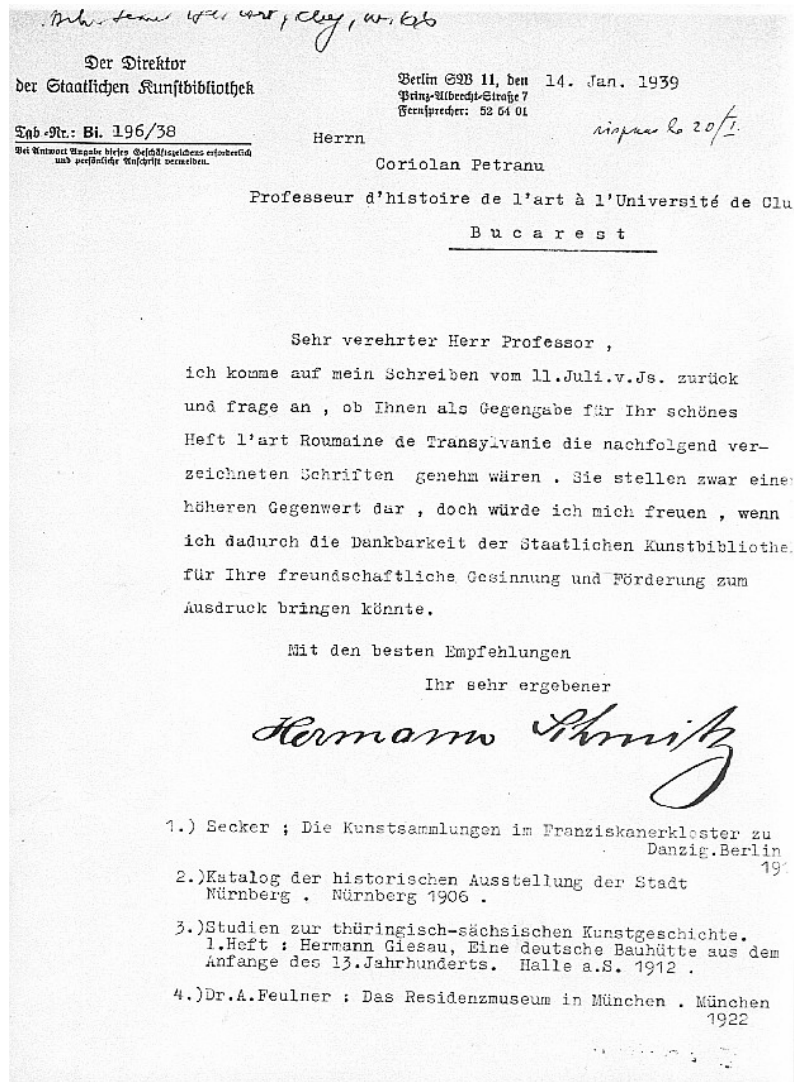 Der Direktor
der Staatlichen Kunstbibliothek
Tgb.-Nr.: Bi. 196/38
Bei Antwort Angabe dieses Geschäftszeichens erforderlich
und persönliche Anschrift vermeiden.
Berlin SW 11, den 14. Jan. 1939
Prinz-Albrecht-Straße 7
Fernsprecher: 52 64 01
20/I.
Herrn
Coriolan Petranu
Professeur d'histoire de l'art à l'Université de Clu
Bucarest
Sehr verehrter Herr Professor ,
ich komme auf mein Schreiben vom 11.Juli.v.Js. zurück
und frage an , ob Ihnen als Gegengabe für Ihr schönes
Heft l'art Roumaine de Transylvanie die nachfolgend ver-
zeichneten Schriften genehm wären . Sie stellen zwar eine
höheren Gegenwert dar , doch würde ich mich freuen , wenn
ich dadurch die Dankbarkeit der Staatlichen Kunstbibliothe
für Ihre freundschaftliche Gesinnung und Förderung zum
Ausdruck bringen könnte.
Mit den besten Empfehlungen
Ihr sehr ergebener
Hermann Schmitz
1.) Secker ; Die Kunstsammlungen im Franziskanerkloster zu
Danzig.Berlin
19
2.)Katalog der historischen Ausstellung der Stadt
Nürnberg . Nürnberg 1906 .
3.)Studien zur thüringisch-sächsischen Kunstgeschichte.
1.Heft : Hermann Giesau, Eine deutsche Bauhütte aus dem
Anfange des 13.Jahrhunderts. Halle a.S. 1912 .
4.)Dr.A.Feulner : Das Residenzmuseum in München . München
1922